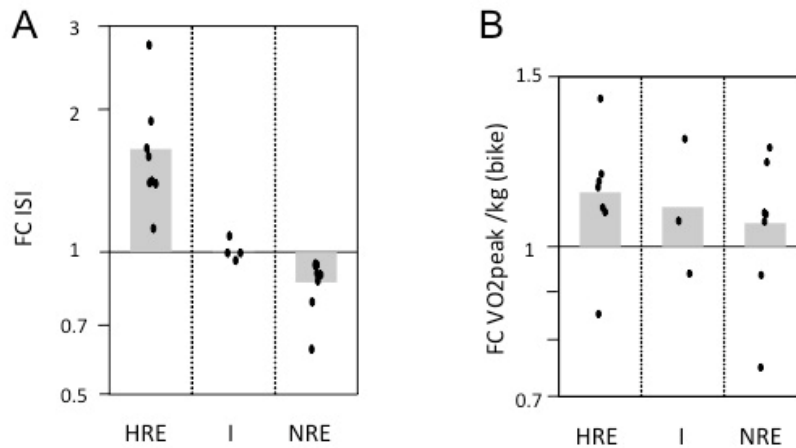 A
FC ISI
3
2
1
0.7
0.5
HRE I NRE
B
FC VO2peak /kg (bike)
1.5
1
0.7
HRE I NRE